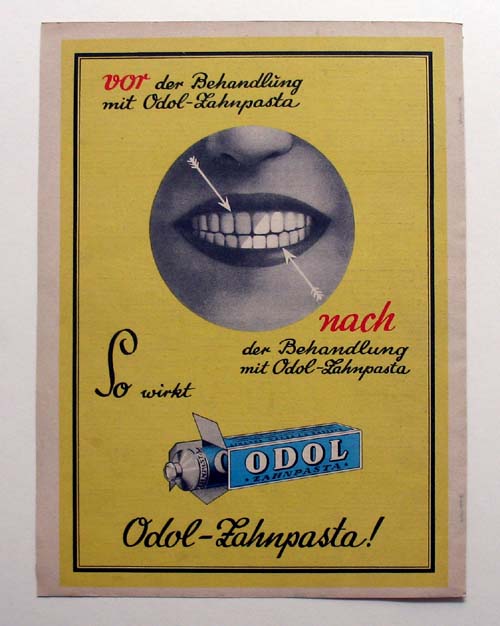 vor der Behandlung
mit Odol-Zahnpasta
nach
der Behandlung
mit Odol-Zahnpasta
So wirkt
ODOL
ZAHNPASTA
Odol-Zahnpasta!